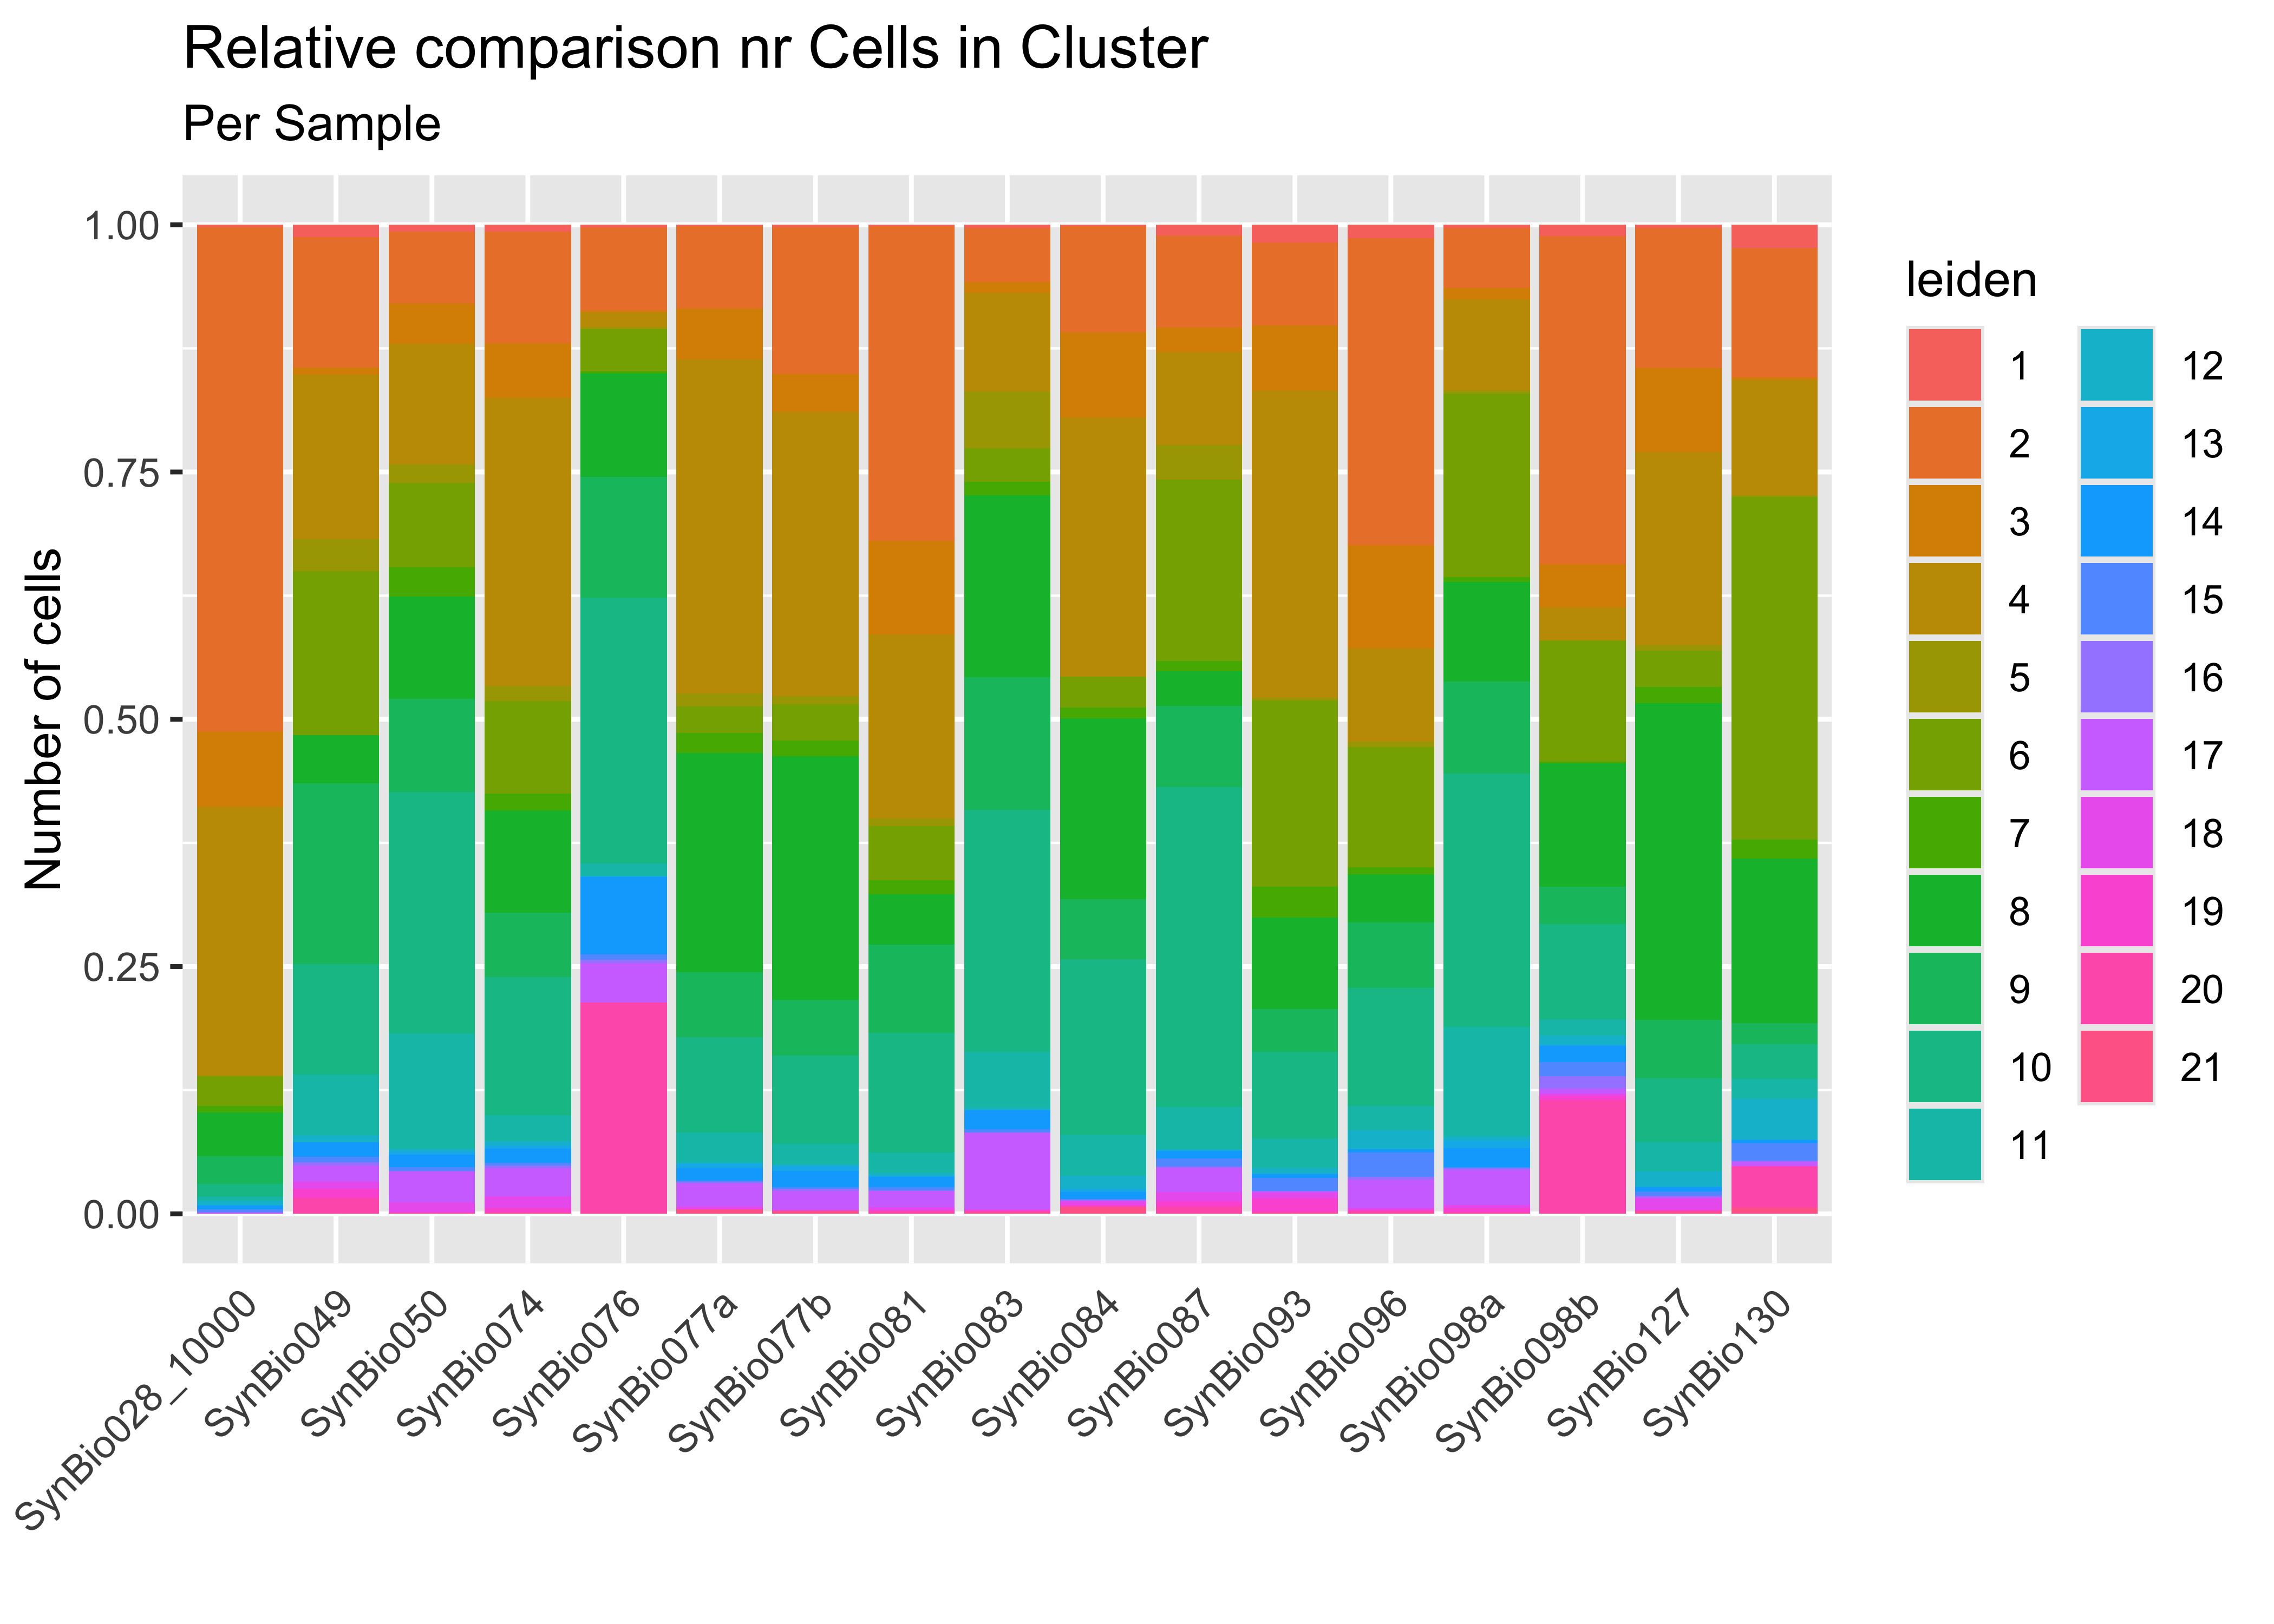 Relative comparison nr Cells in Cluster
Per Sample
Number of cells
1.00
0.75
0.50
0.25
0.00
SynBio028_10000
SynBio049
SynBio050
SynBio074
SynBio076
SynBio077a
SynBio077b
SynBio081
SynBio083
SynBio084
SynBio087
SynBio093
SynBio096
SynBio098a
SynBio098b
SynBio127
SynBio130
leiden
1
2
3
4
5
6
7
8
9
10
11
12
13
14
15
16
17
18
19
20
21